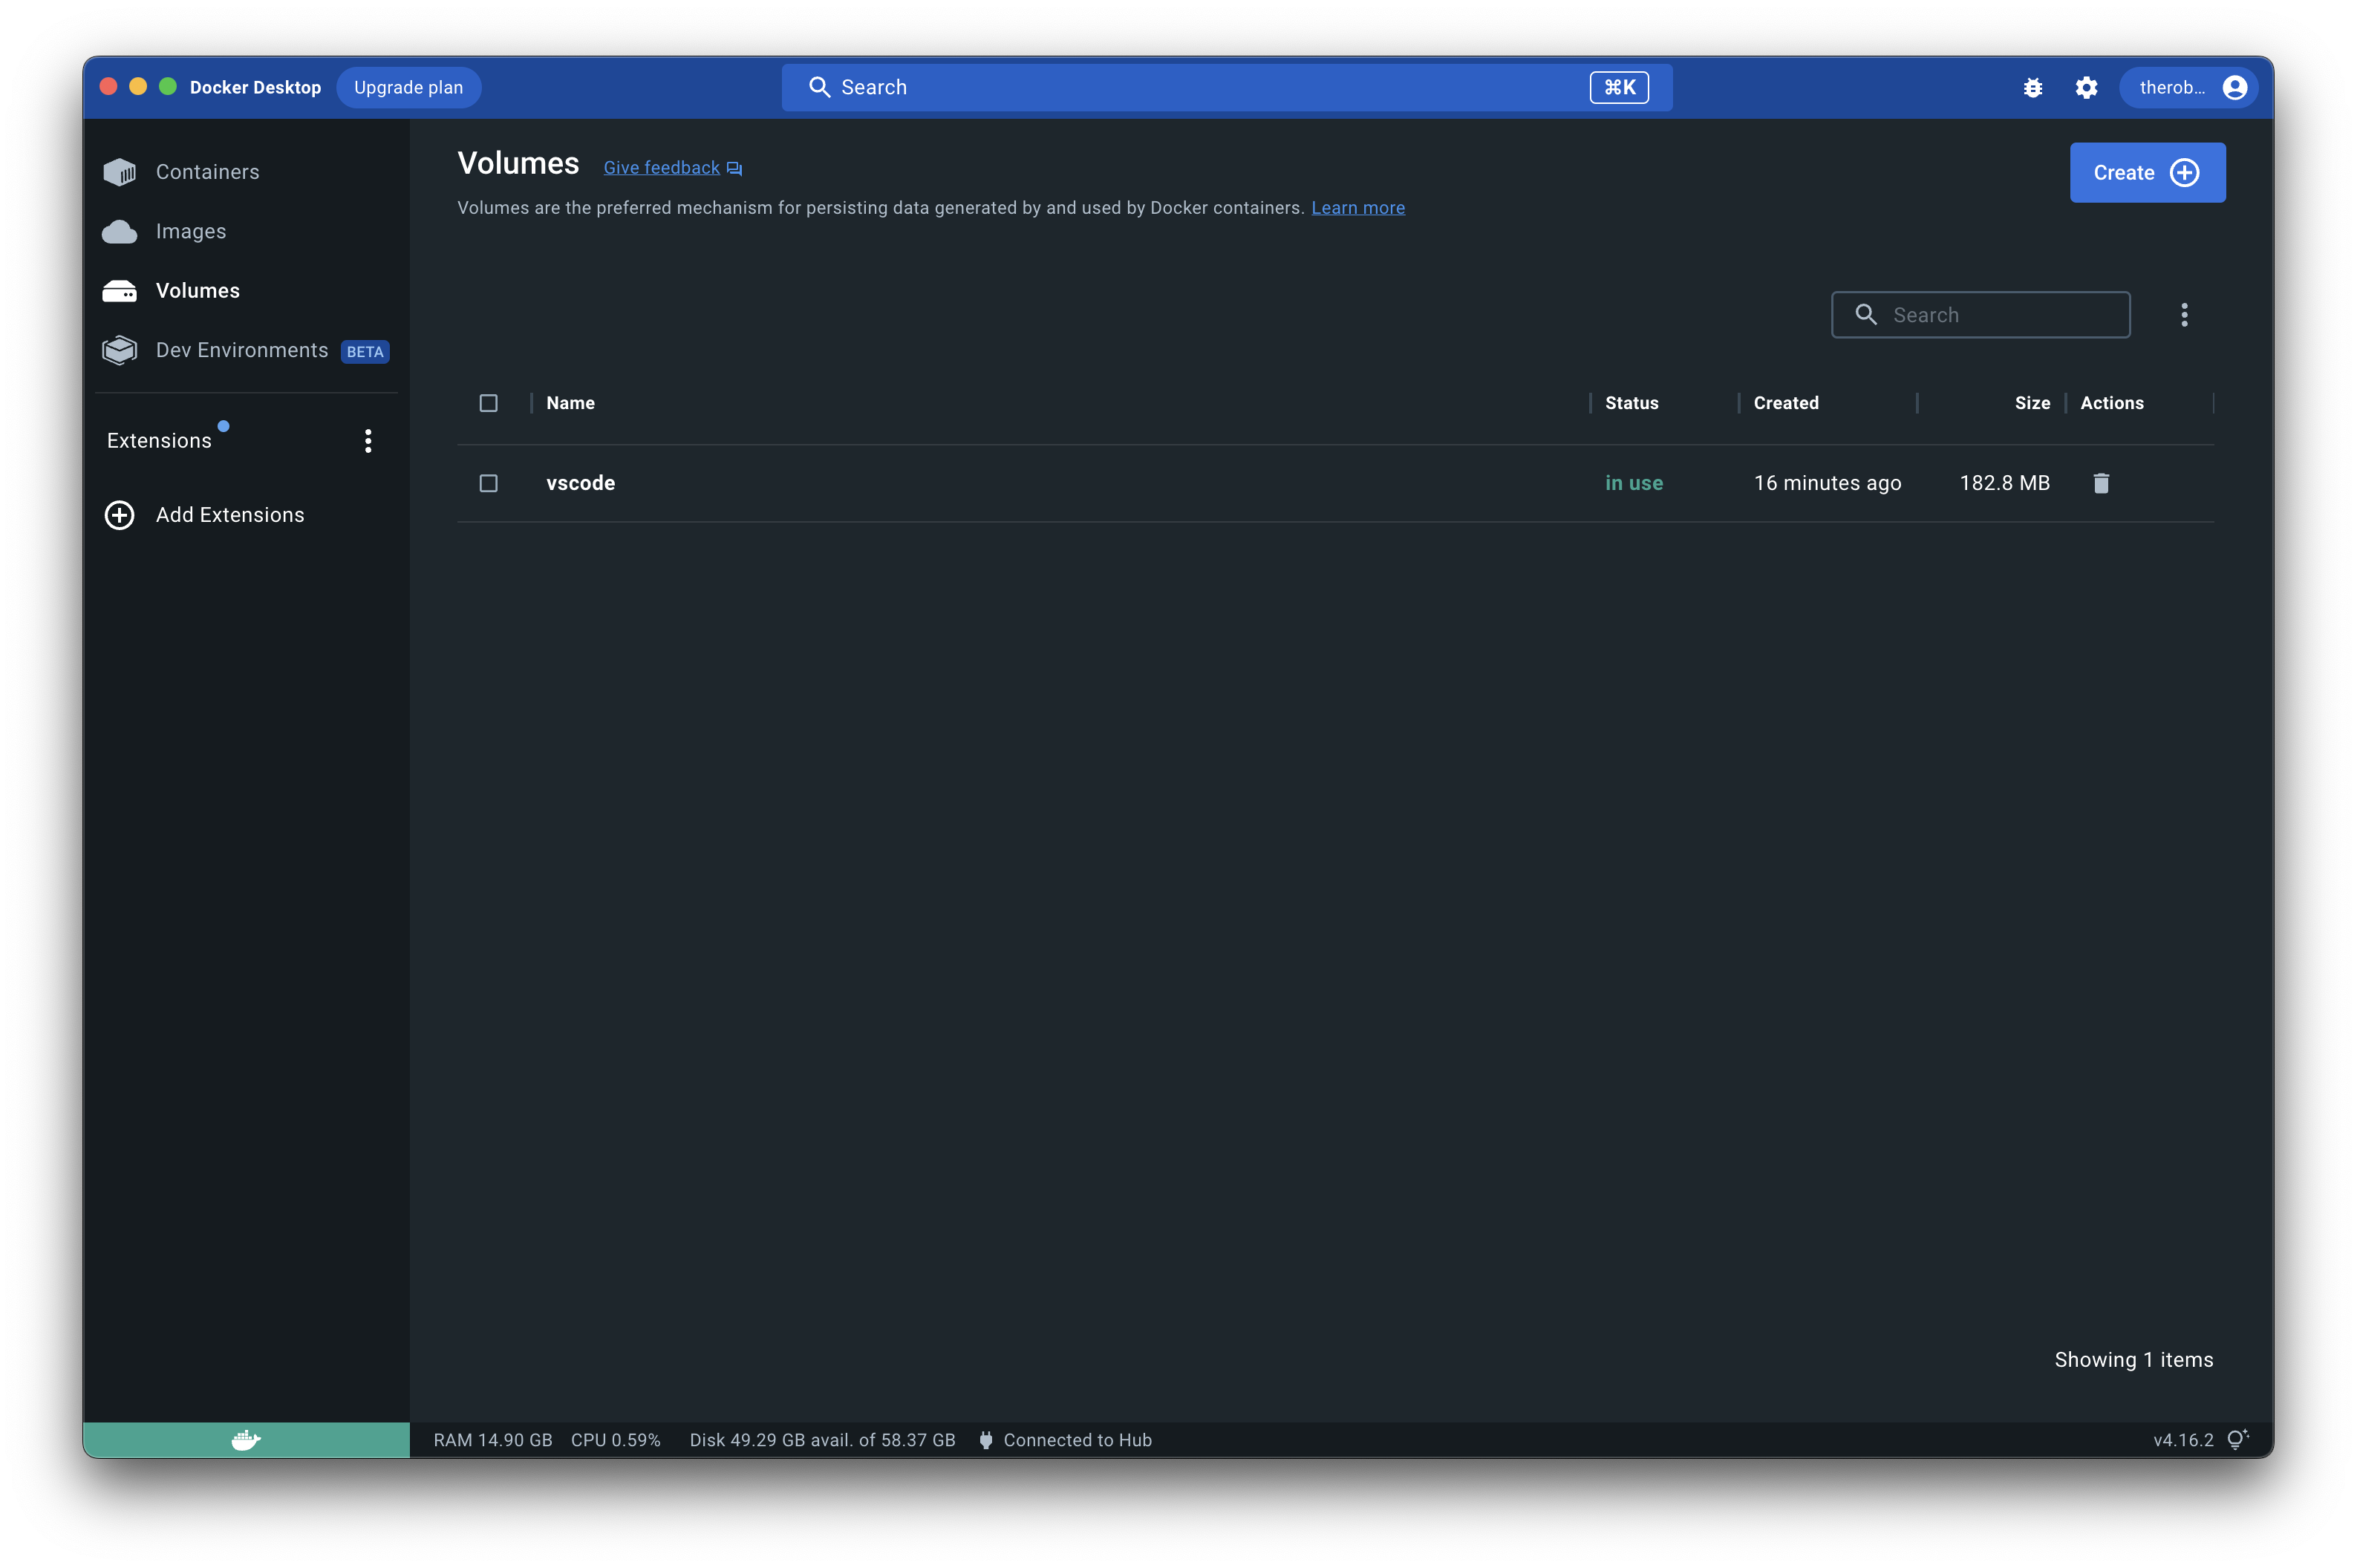 Docker Desktop Upgrade plan Search ⌘K therob...
Containers
Images
Volumes
Dev Environments BETA
Extensions
Add Extensions
Volumes Give feedback
Create
Volumes are the preferred mechanism for persisting data generated by and used by Docker containers. Learn more
Search
Name Status Created Size Actions
vscode in use 16 minutes ago 182.8 MB
Showing 1 items
RAM 14.90 GB CPU 0.59% Disk 49.29 GB avail. of 58.37 GB Connected to Hub v4.16.2